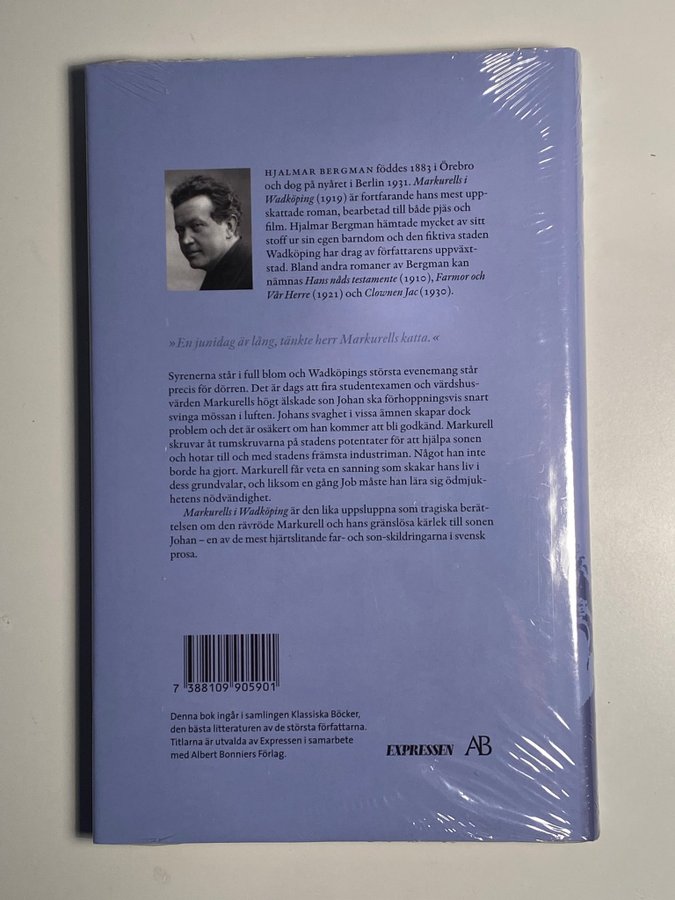 HJALMAR BERGMAN föddes 1883 i Örebro
och dog på nyåret i Berlin 1931. Markurells i
Wadköping (1919) är fortfarande hans mest upp-
skattade roman, bearbetad till både pjäs och
film. Hjalmar Bergman hämtade mycket av sitt
stoff ur sin egen barndom och den fiktiva staden
Wadköping har drag av författarens uppväxt-
stad. Bland andra romaner av Bergman kan
nämnas Hans nåds testamente (1910), Farmor och
Vår Herre (1921) och Clownen Jac (1930).
»En junidag är lång, tänkte herr Markurells katta.«
Syrenerna står i full blom och Wadköpings största evenemang står
precis för dörren. Det är dags att fira studentexamen och värdshus-
värden Markurells högt älskade son Johan ska förhoppningsvis snart
svinga mössan i luften. Johans svaghet i vissa ämnen skapar dock
problem och det är osäkert om han kommer att bli godkänd. Markurell
skruvar åt tumskruvarna på stadens potentater för att hjälpa sonen
och hotar till och med stadens främsta industriman. Något han inte
borde ha gjort. Markurell får veta en sanning som skakar hans liv i
dess grundvalar, och liksom en gång Job måste han lära sig ödmjuk-
hetens nödvändighet.
Markurells i Wadköping är den lika uppsluppna som tragiska berät-
telsen om den rävröde Markurell och hans gränslösa kärlek till sonen
Johan – en av de mest hjärtslitande far- och son-skildringarna i svensk
prosa.
7 388109 905901
Denna bok ingår i samlingen Klassiska Böcker,
den bästa litteraturen av de största författarna.
Titlarna är utvalda av Expressen i samarbete
med Albert Bonniers Förlag.
EXPRESSEN AB